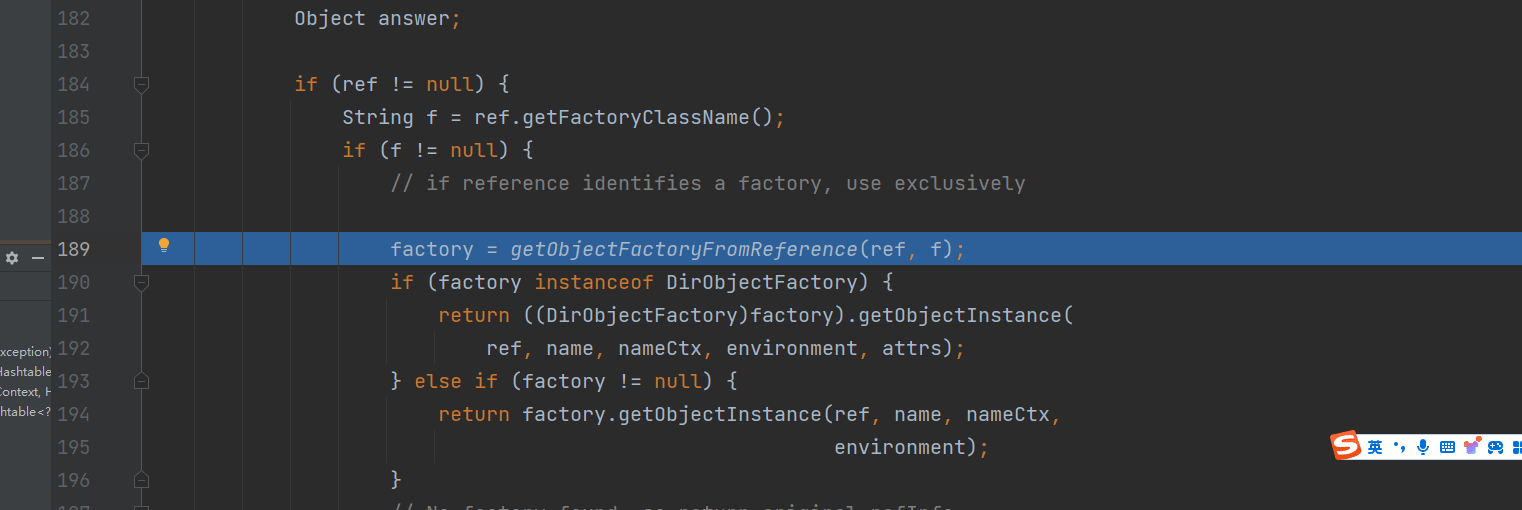 182 Object answer;
183
184 if (ref != null) {
185 String f = ref.getFactoryClassName();
186 if (f != null) {
187 // if reference identifies a factory, use exclusively
188
189 factory = getObjectFactoryFromReference(ref, f);
190 if (factory instanceof DirObjectFactory) {
191 return ((DirObjectFactory)factory).getObjectInstance(
192 ref, name, nameCtx, environment, attrs);
xception)
Hashtable
193 } else if (factory != null) {
Context, H
htable<?
194 return factory.getObjectInstance(ref, name, nameCtx,
195 environment);
英
196 }